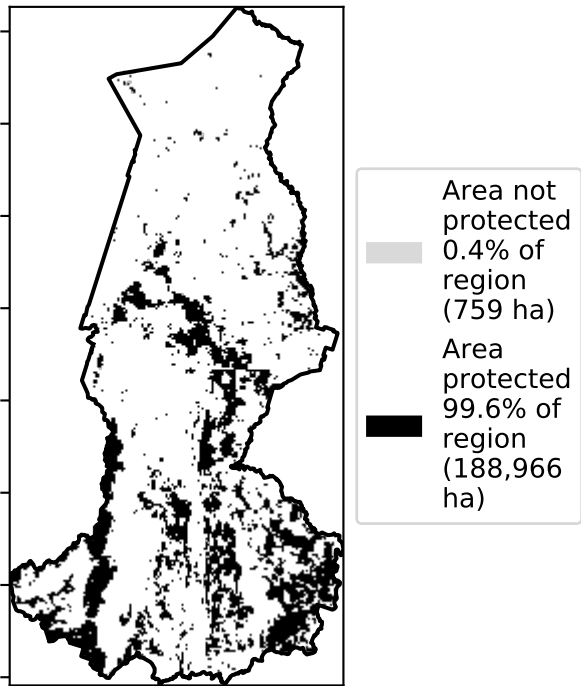 Area not
protected
0.4% of
region
(759 ha)
Area
protected
99.6% of
region
(188,966
ha)